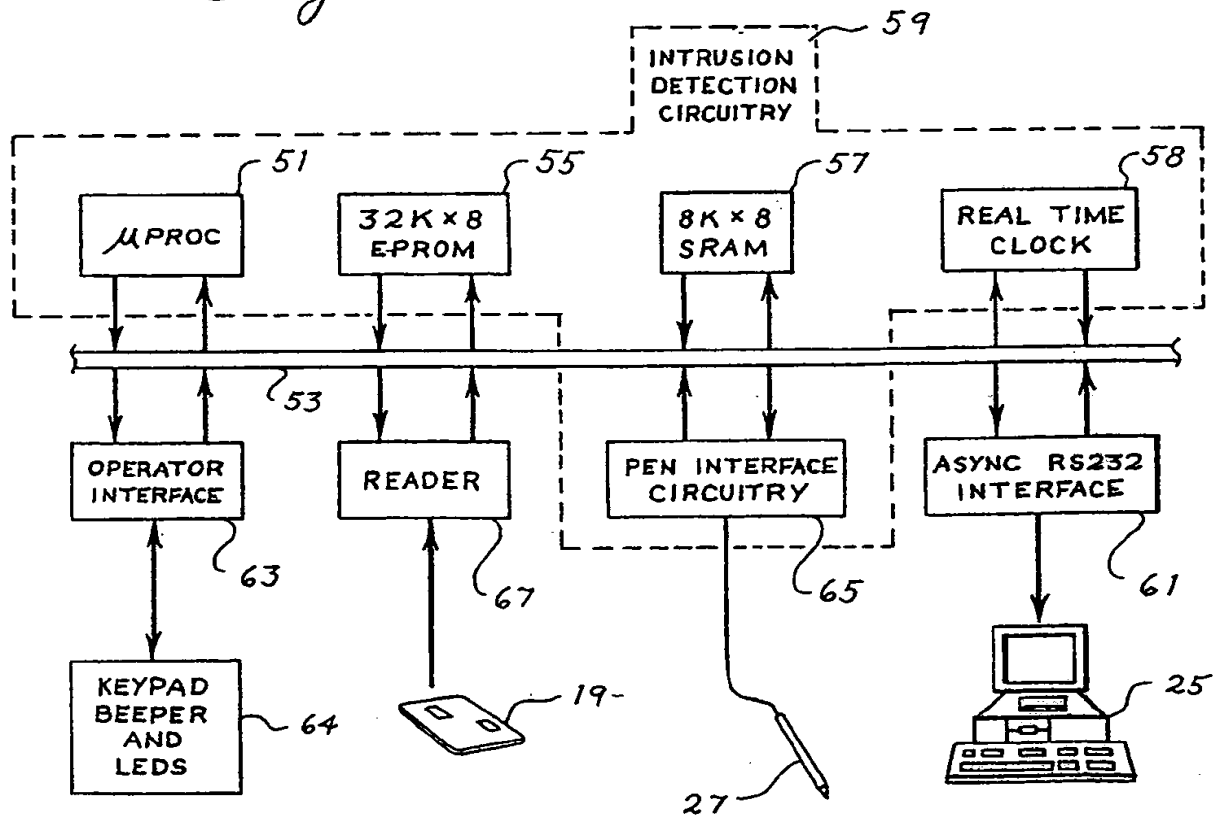 59
INTRUSION
DETECTION
CIRCUITRY
51
55
57
58
μPROC
32K × 8
E-PROM
8K × 8
SRAM
REAL TIME
CLOCK
53
OPERATOR
INTERFACE
READER
PEN INTERFACE
CIRCUITRY
ASYNC RS232
INTERFACE
63
67
65
61
KEYPAD
BEEPER
AND
LEDS
64
19-
27
25